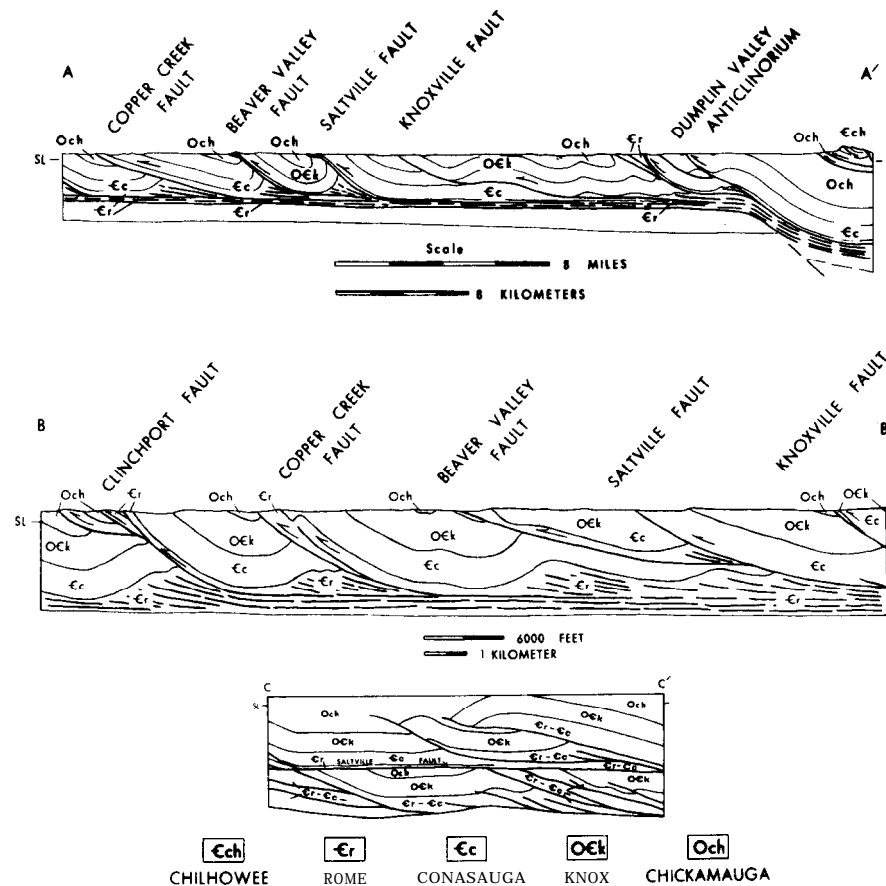 A
COPPER CREEK
FAULT
BEAVER VALLEY
FAULT
SALTVILLE FAULT
KNOXVILLE FAULT
DUMPLIN VALLEY
ANTICLINORIUM
A′
Och Och Och O€k Och €r Och €ch
SL
O€k Och
€c €c €c €c
€r €r €r
Scale
8 MILES
8 KILOMETERS
B
CLINCHPORT FAULT
COPPER CREEK
FAULT
BEAVER VALLEY
FAULT
SALTVILLE FAULT
KNOXVILLE FAULT
B
Och €r Och €r Och Och O€k
SL
O€k O€k O€k O€k O€k €c
€c €c €c €c
€r €r €r
6000 FEET
1 KILOMETER
C C′
SL Och Och
O€k O€k €r-€c
€r SALTVILLE €c FAULT €r-€c €r-€c
Och O€k €r-€c O€k
€r-€c €r-€c
€ch €r €c O€k Och
CHILHOWEE ROME CONASAUGA KNOX CHICKAMAUGA